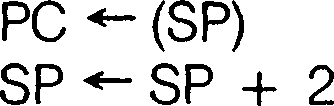 PC ← (SP)
SP ← SP + 2